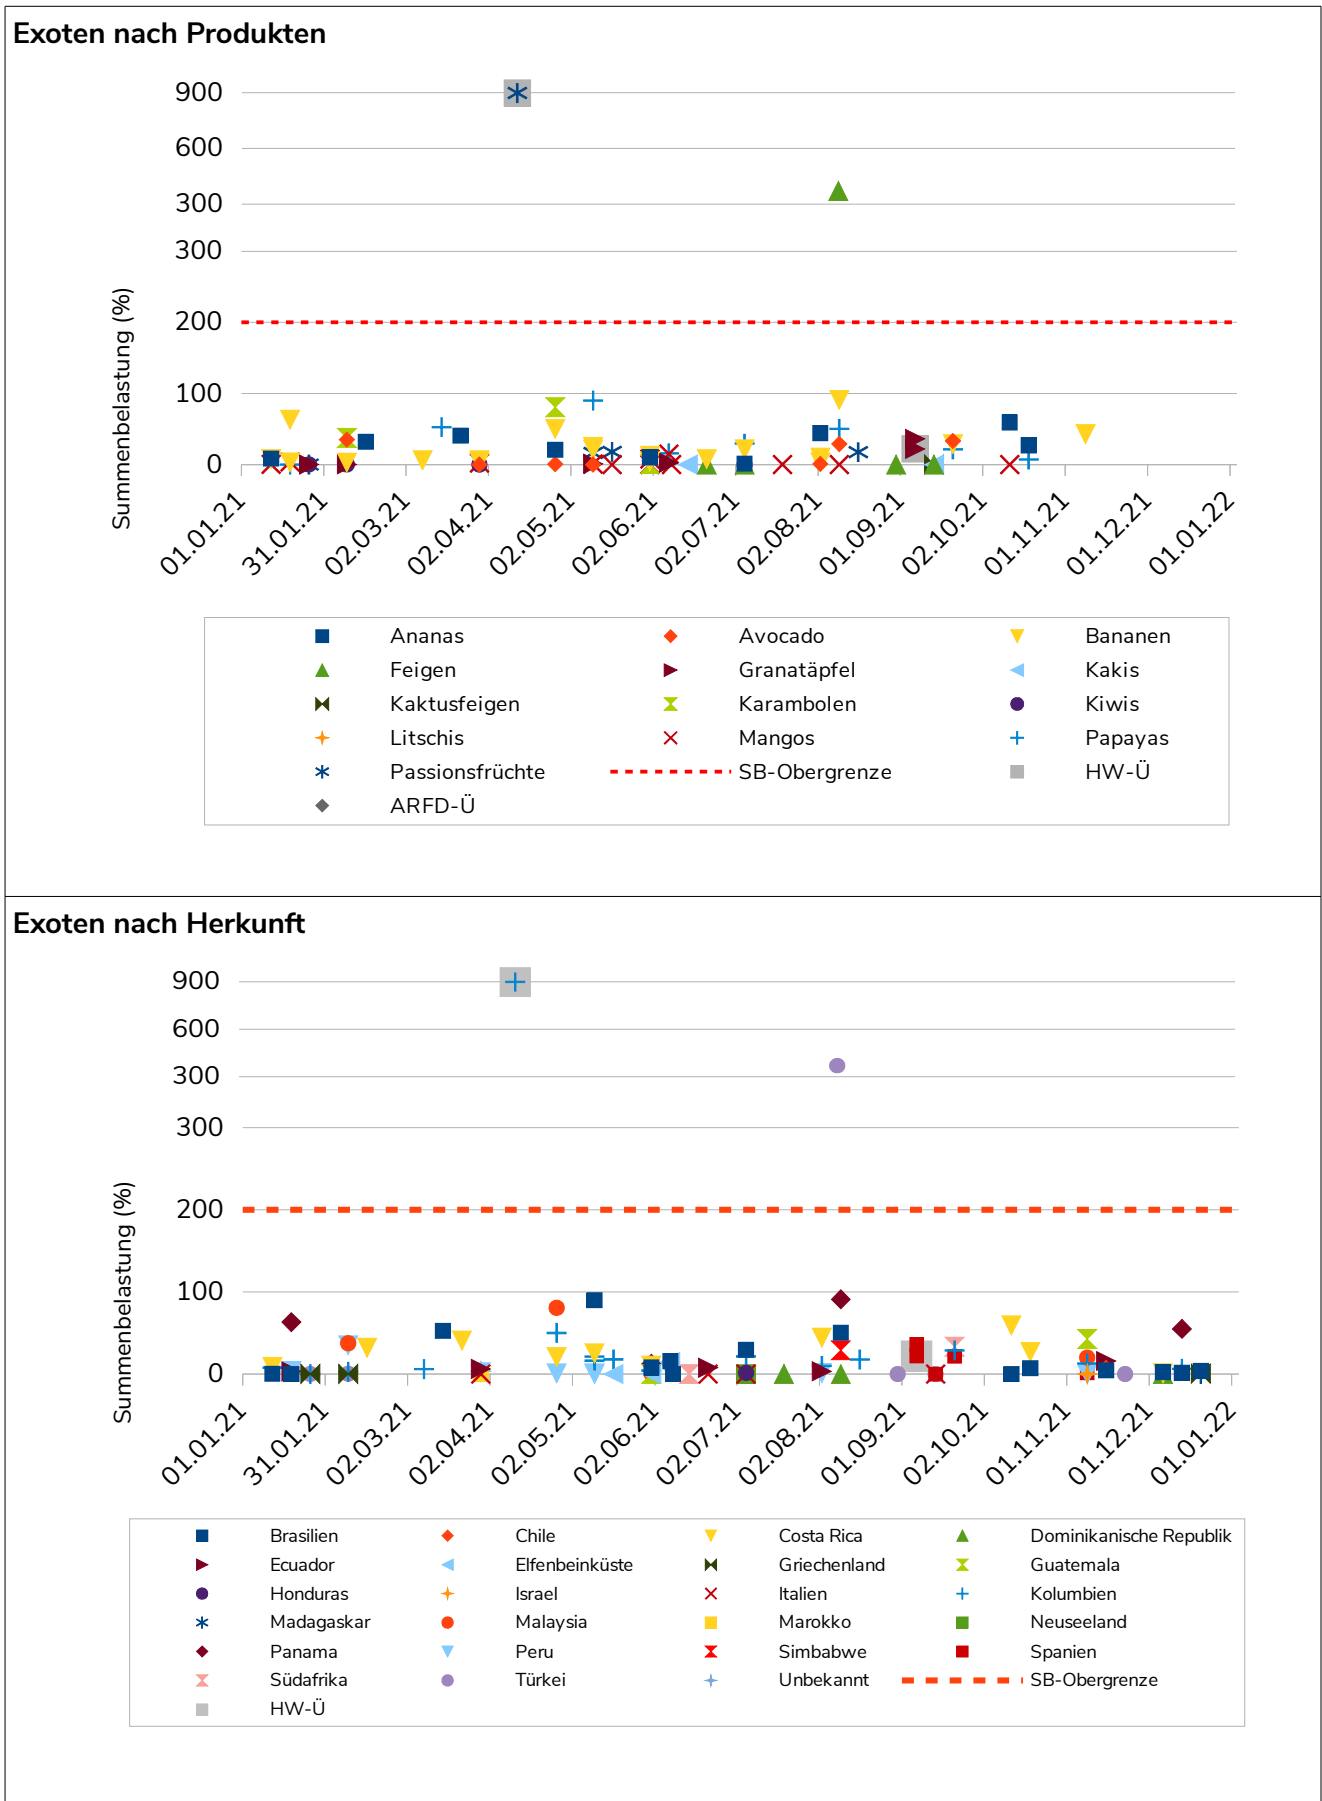 Exoten nach Produkten
900
600
300
300
200
100
0
Summenbelastung (%)
01.01.21 31.01.21 02.03.21 02.04.21 02.05.21 02.06.21 02.07.21 02.08.21 01.09.21 02.10.21 01.11.21 01.12.21 01.01.22
Ananas Avocado Bananen
Feigen Granatäpfel Kakis
Kaktusfeigen Karambolen Kiwis
Litschis Mangos Papayas
Passionsfrüchte SB-Obergrenze HW-Ü
ARFD-Ü
Exoten nach Herkunft
900
600
300
300
200
100
0
Summenbelastung (%)
01.01.21 31.01.21 02.03.21 02.04.21 02.05.21 02.06.21 02.07.21 02.08.21 01.09.21 02.10.21 01.11.21 01.12.21 01.01.22
Brasilien Chile Costa Rica Dominikanische Republik
Ecuador Elfenbeinküste Griechenland Guatemala
Honduras Israel Italien Kolumbien
Madagaskar Malaysia Marokko Neuseeland
Panama Peru Simbabwe Spanien
Südafrika Türkei Unbekannt SB-Obergrenze
HW-Ü